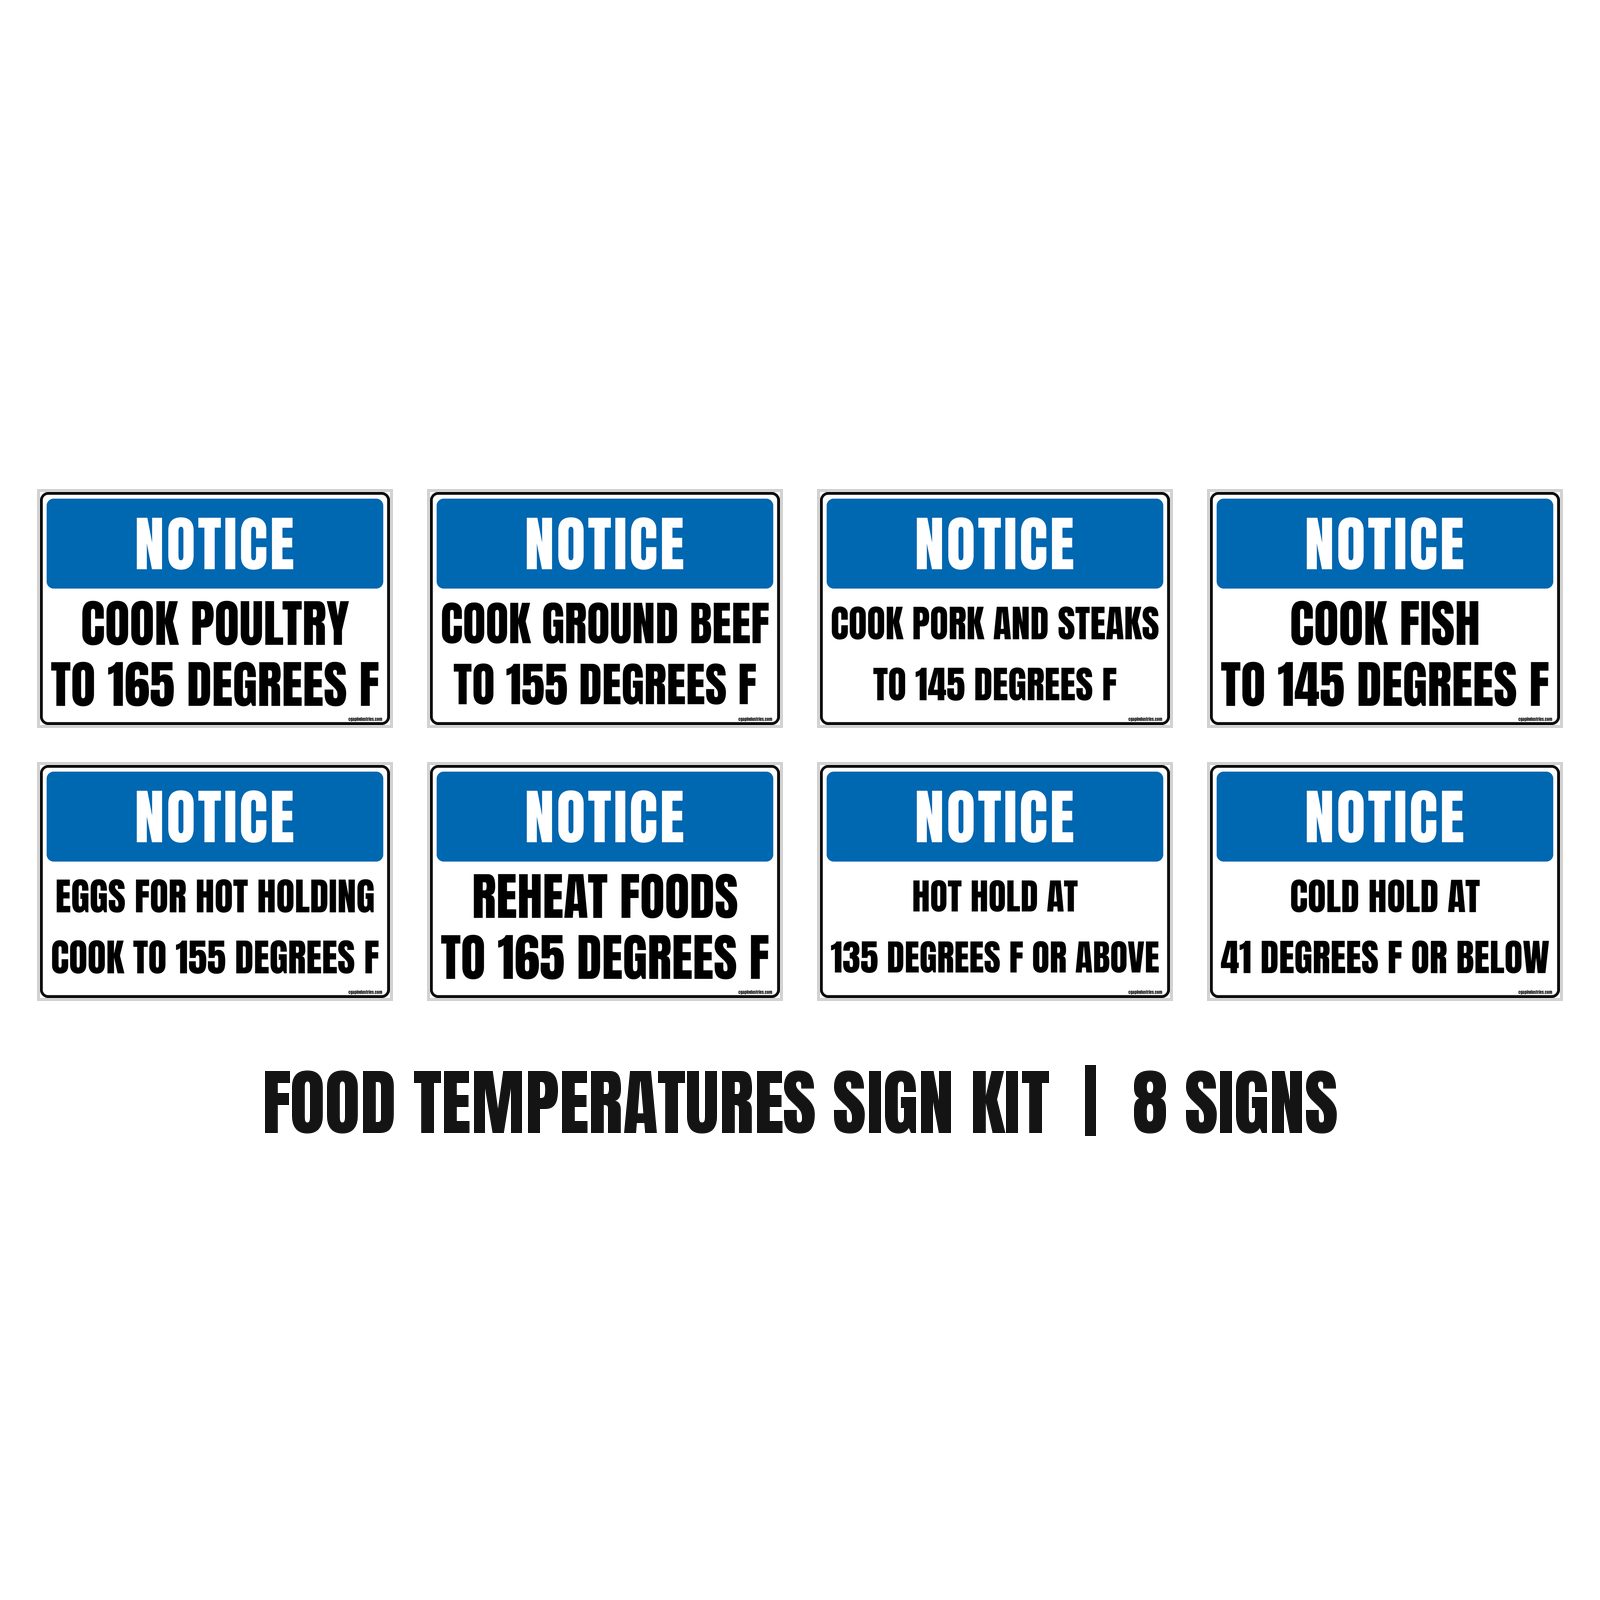 NOTICE
COOK POULTRY
TO 165 DEGREES F
NOTICE
COOK GROUND BEEF
TO 155 DEGREES F
NOTICE
COOK PORK AND STEAKS
TO 145 DEGREES F
NOTICE
COOK FISH
TO 145 DEGREES F
NOTICE
EGGS FOR HOT HOLDING
COOK TO 155 DEGREES F
NOTICE
REHEAT FOODS
TO 165 DEGREES F
NOTICE
HOT HOLD AT
135 DEGREES F OR ABOVE
NOTICE
COLD HOLD AT
41 DEGREES F OR BELOW
FOOD TEMPERATURES SIGN KIT | 8 SIGNS